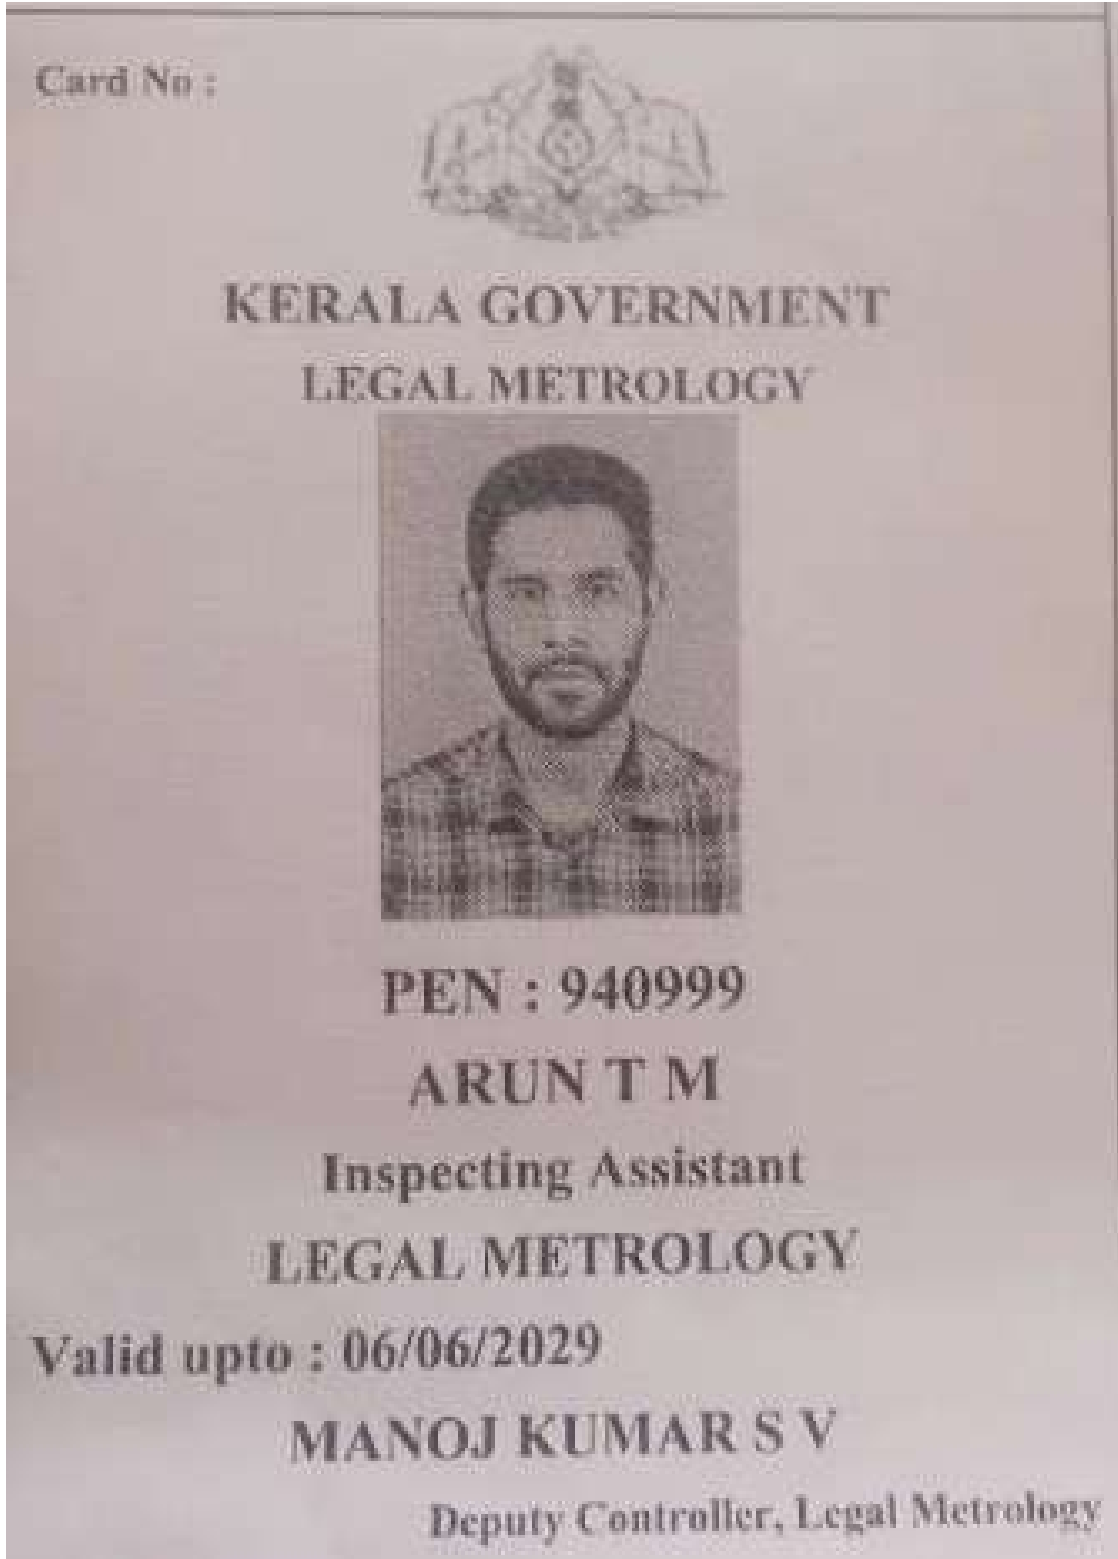 Card No :
KERALA GOVERNMENT
LEGAL METROLOGY
PEN : 940999
ARUN T M
Inspecting Assistant
LEGAL METROLOGY
Valid upto : 06/06/2029
MANOJ KUMAR S V
Deputy Controller, Legal Metrology